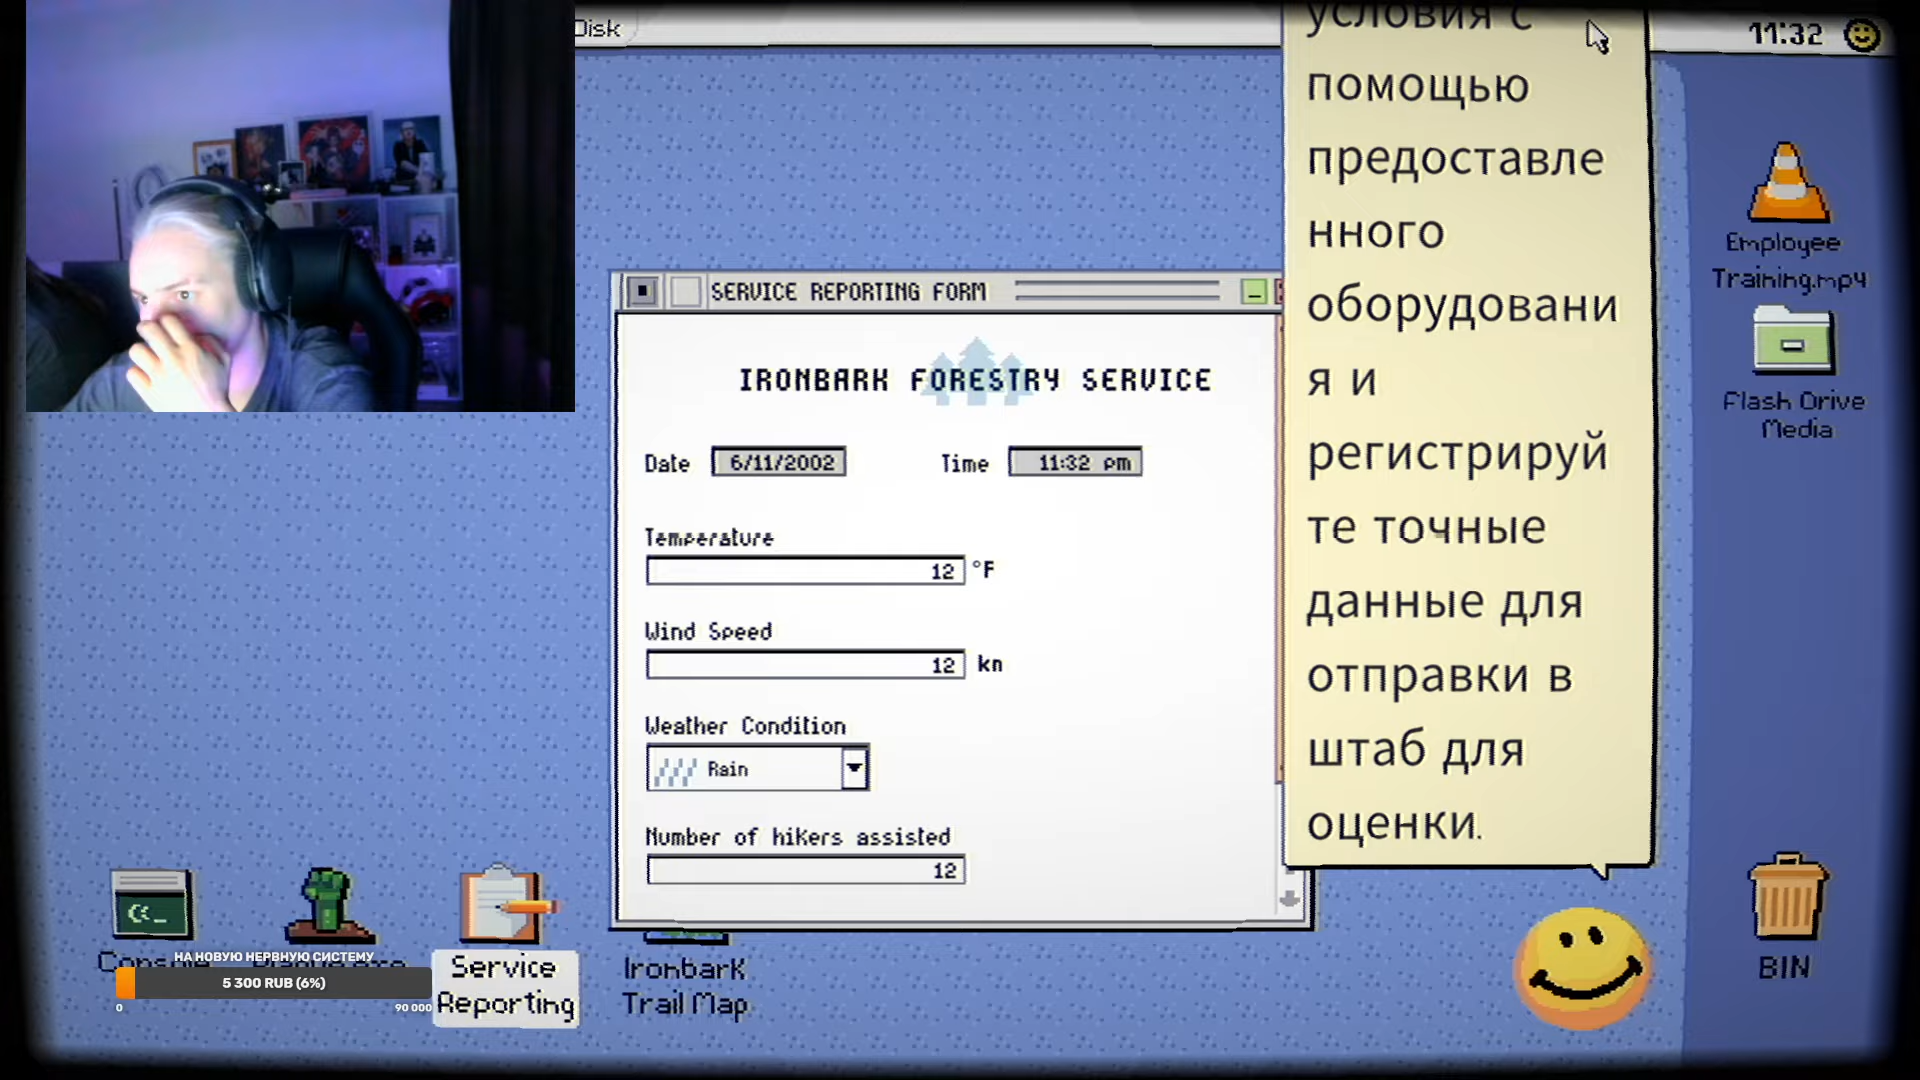 Disk
11:32
условия с
помощью
предоставле
нного
оборудовани
я и
регистрируй
те точные
данные для
отправки в
штаб для
оценки.
SERVICE REPORTING FORM
IRONBARK FORESTRY SERVICE
Date 6/11/2002 Time 11:32 pm
Temperature
12 °F
Wind Speed
12 kn
Weather Condition
Rain
Number of hikers assisted
12
Employee
Training.mp4
Flash Drive
Media
BIN
Console
НА НОВУЮ НЕРВНУЮ СИСТЕМУ
5 300 RUB (6%)
0
90 000
Service
Reporting
Ironbark
Trail Map